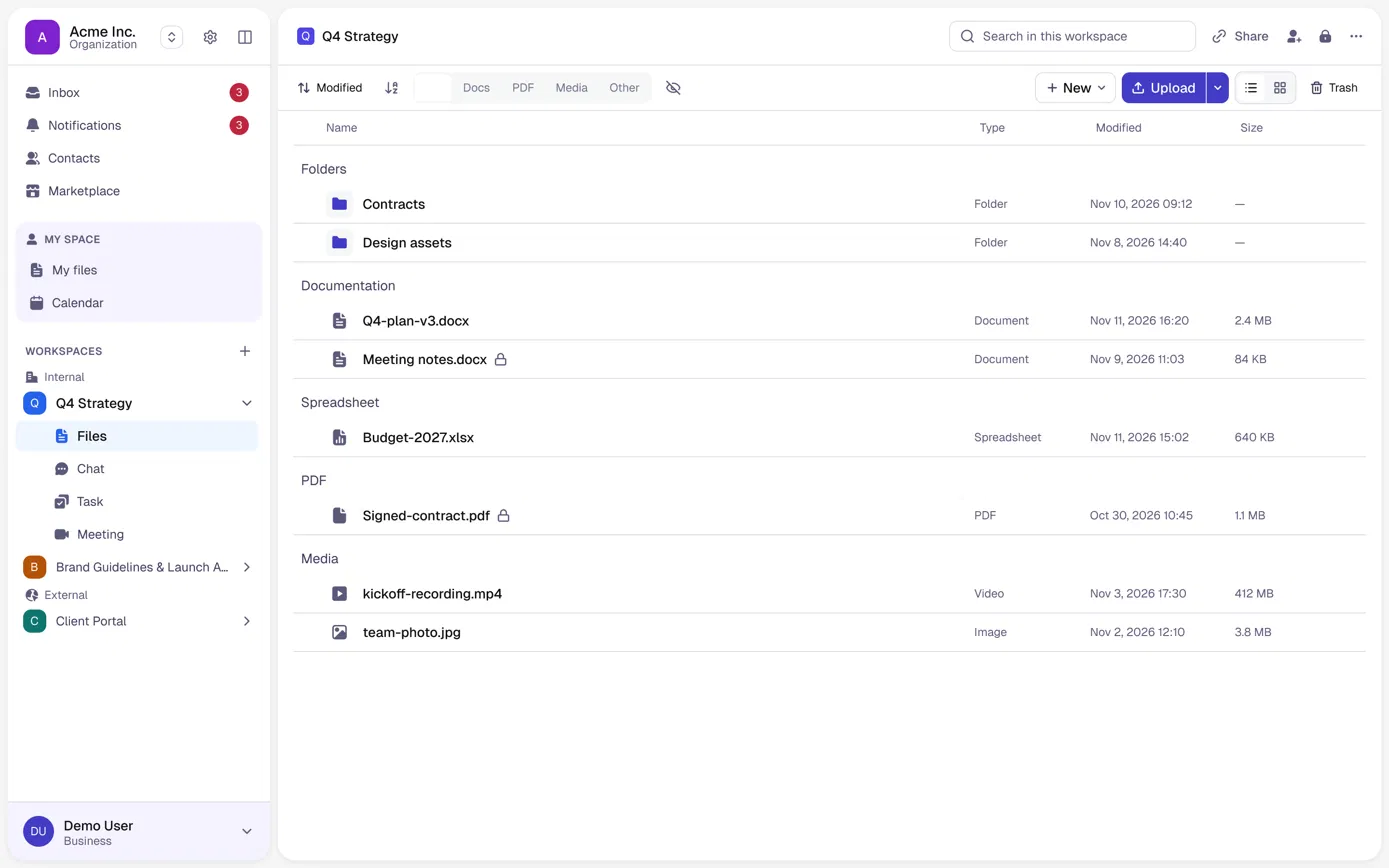 A
Acme Inc.
Organization
Inbox 3
Notifications 3
Contacts
Marketplace
MY SPACE
My files
Calendar
WORKSPACES
Internal
Q Q4 Strategy
Files
Chat
Task
Meeting
B Brand Guidelines & Launch A...
External
C Client Portal
DU
Demo User
Business
Q Q4 Strategy
Search in this workspace
Share
Modified Docs PDF Media Other
New Upload Trash
Name Type Modified Size
Folders
Contracts Folder Nov 10, 2026 09:12 —
Design assets Folder Nov 8, 2026 14:40 —
Documentation
Q4-plan-v3.docx Document Nov 11, 2026 16:20 2.4 MB
Meeting notes.docx Document Nov 9, 2026 11:03 84 KB
Spreadsheet
Budget-2027.xlsx Spreadsheet Nov 11, 2026 15:02 640 KB
PDF
Signed-contract.pdf PDF Oct 30, 2026 10:45 1.1 MB
Media
kickoff-recording.mp4 Video Nov 3, 2026 17:30 412 MB
team-photo.jpg Image Nov 2, 2026 12:10 3.8 MB